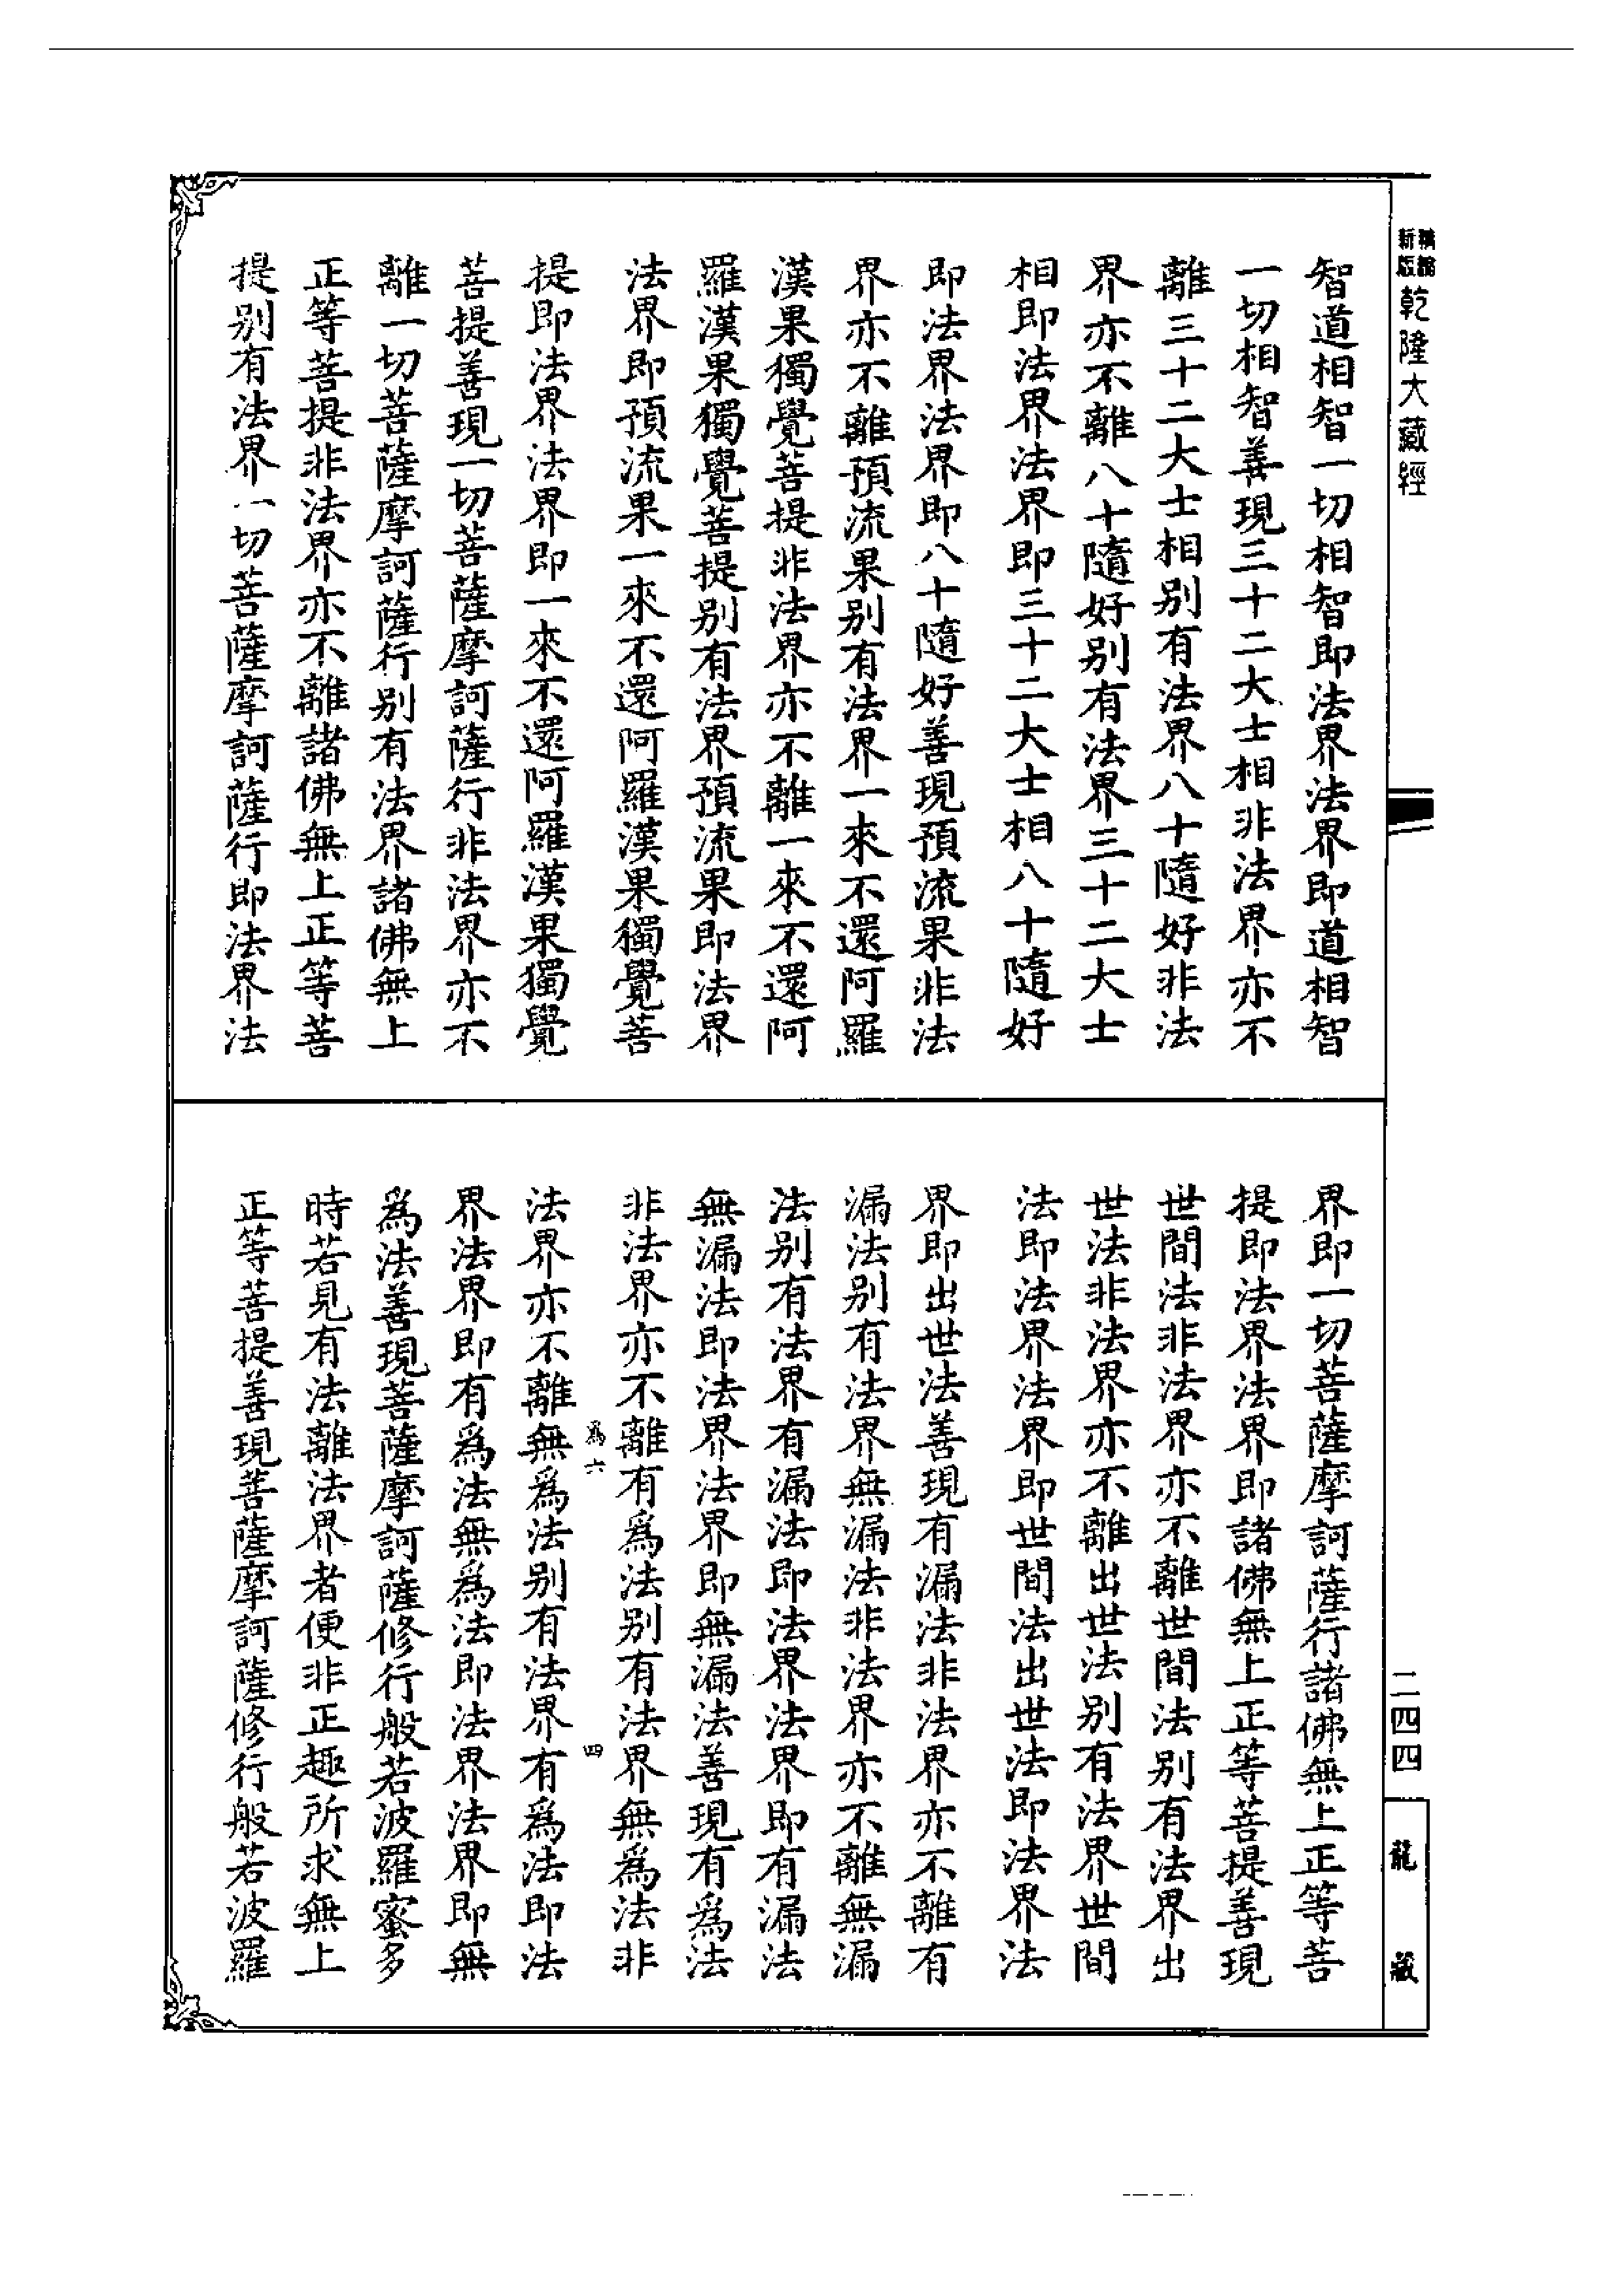 精縮新版乾隆大藏經
智道相智一切相智即法界法界即道相智
一切相智善現三十二大士相非法界亦不
離三十二大士相别有法界八十隨好非法
界亦不離八十隨好别有法界三十二大士
相即法界法界即三十二大士相八十隨好
即法界法界即八十隨好善現預流果非法
界亦不離預流果别有法界一來不還阿羅
漢果獨覺菩提非法界亦不離一來不還阿
羅漢果獨覺菩提别有法界預流果即法界
法界即預流果一來不還阿羅漢果獨覺菩
提即法界法界即一來不還阿羅漢果獨覺
菩提善現一切菩薩摩訶薩行非法界亦不
離一切菩薩摩訶薩行别有法界諸佛無上
正等菩提非法界亦不離諸佛無上正等菩
提别有法界一切菩薩摩訶薩行即法界法
界即一切菩薩摩訶薩行諸佛無上正等菩
提即法界法界即諸佛無上正等菩提善現
世間法非法界亦不離世間法别有法界出
世法非法界亦不離出世法别有法界世間
法即法界法界即世間法出世法即法界法
界即出世法善現有漏法非法界亦不離有
漏法别有法界無漏法非法界亦不離無漏
法别有法界有漏法即法界法界即有漏法
無漏法即法界法界即無漏法善現有爲法
非法界亦不離有爲法别有法界無爲法非
爲六 四
法界亦不離無爲法别有法界有爲法即法
界法界即有爲法無爲法即法界法界即無
爲法善現菩薩摩訶薩修行般若波羅蜜多
時若見有法離法界者便非正趣所求無上
正等菩提善現菩薩摩訶薩修行般若波羅
二四四
龍藏